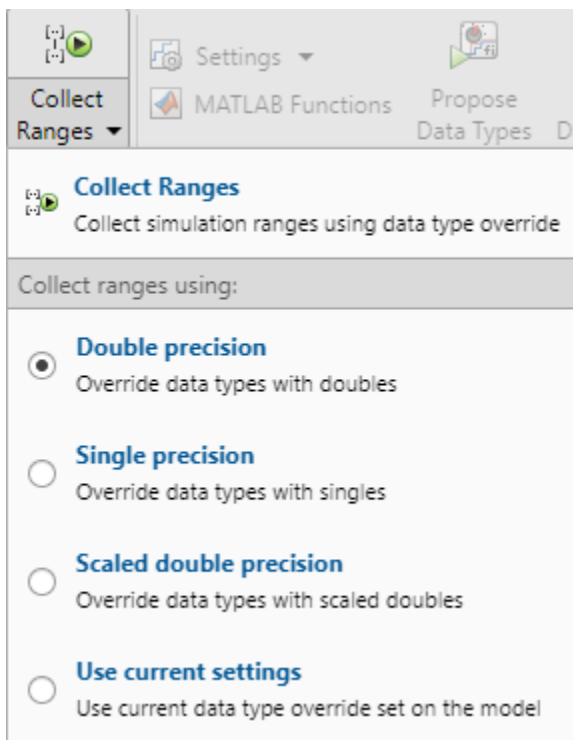 Settings
Collect
Ranges
MATLAB Functions
Propose
Data Types
D
Collect Ranges
Collect simulation ranges using data type override
Collect ranges using:
Double precision
Override data types with doubles
Single precision
Override data types with singles
Scaled double precision
Override data types with scaled doubles
Use current settings
Use current data type override set on the model